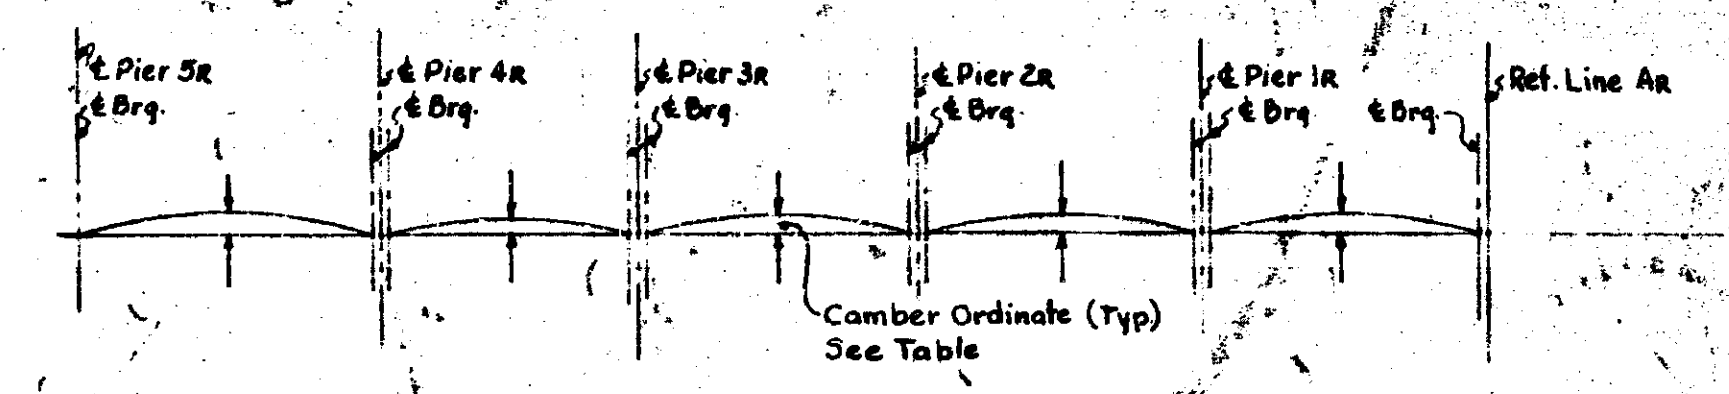 ℄ Pier 5R
℄ Brg.
℄ Pier 4R
℄ Brg.
℄ Pier 3R
℄ Brg.
℄ Pier 2R
℄ Brg.
℄ Pier 1R
℄ Brg
℄ Brg.
Ref. Line AR
Camber Ordinate (Typ)
See Table